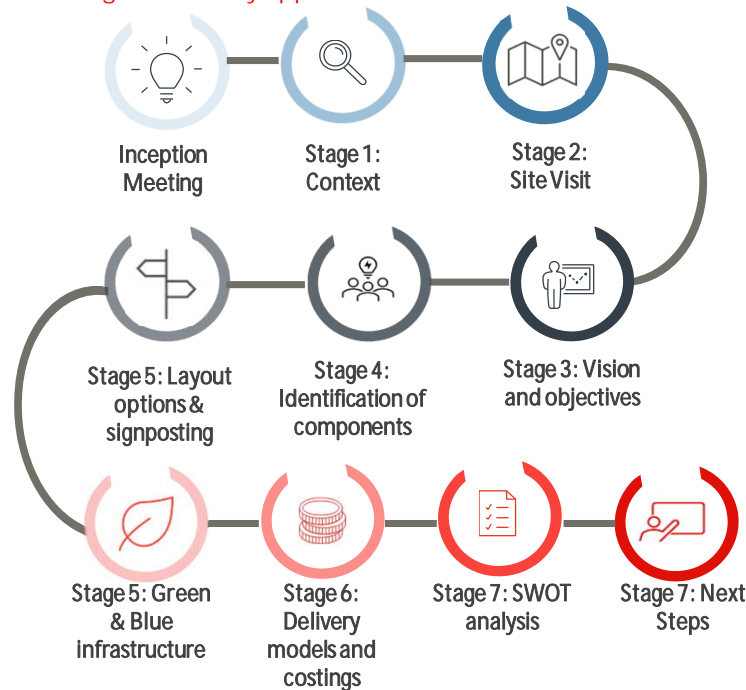 Inception
Meeting
Stage 1:
Context
Stage 2:
Site Visit
Stage 3: Vision
and objectives
Stage 4:
Identification of
components
Stage 5: Layout
options &
signposting
Stage 5: Green
& Blue
infrastructure
Stage 6:
Delivery
models and
costings
Stage 7: SWOT
analysis
Stage 7: Next
Steps